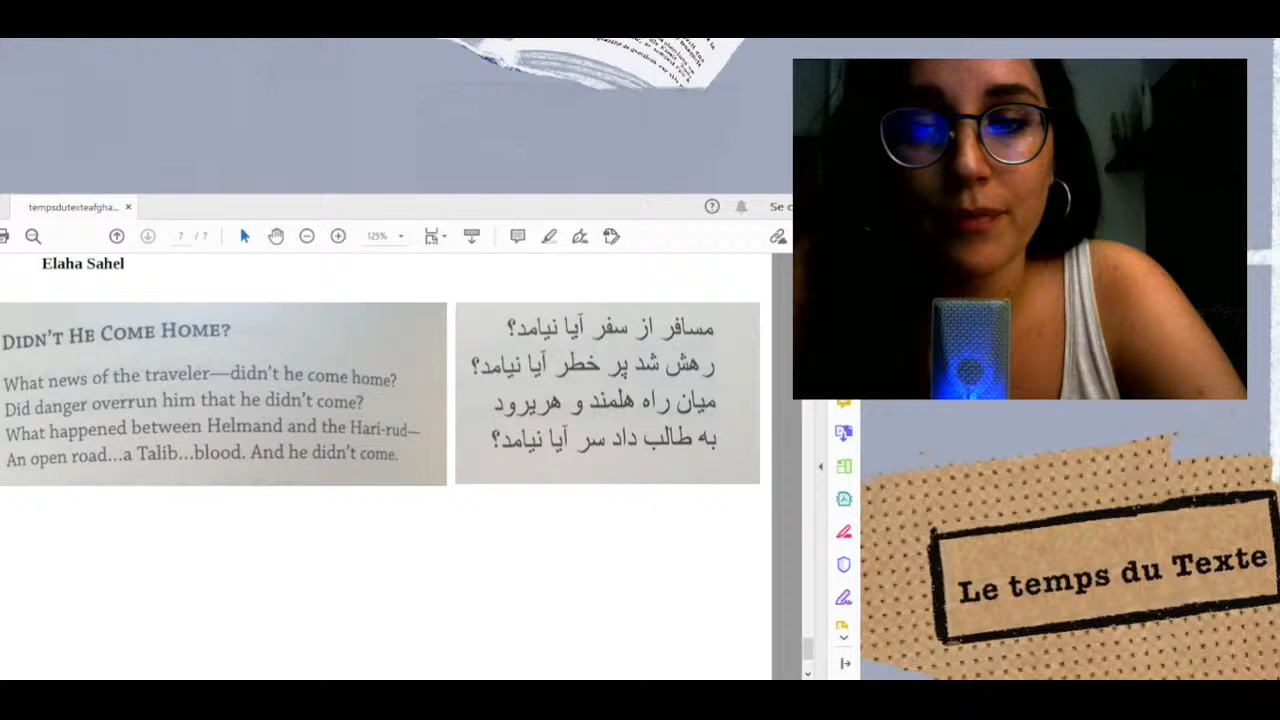 tempsdutexteafgha...
Se c
7 / 7
125%
Elaha Sahel
DIDN'T HE COME HOME?
What news of the traveler—didn't he come home?
Did danger overrun him that he didn't come?
What happened between Helmand and the Hari-rud—
An open road...a Talib...blood. And he didn't come.
مسافر از سفر آیا نیامد؟
رهش شد پر خطر آیا نیامد؟
میان راه هلمند و هریرود
به طالب داد سر آیا نیامد؟
Le temps du Texte